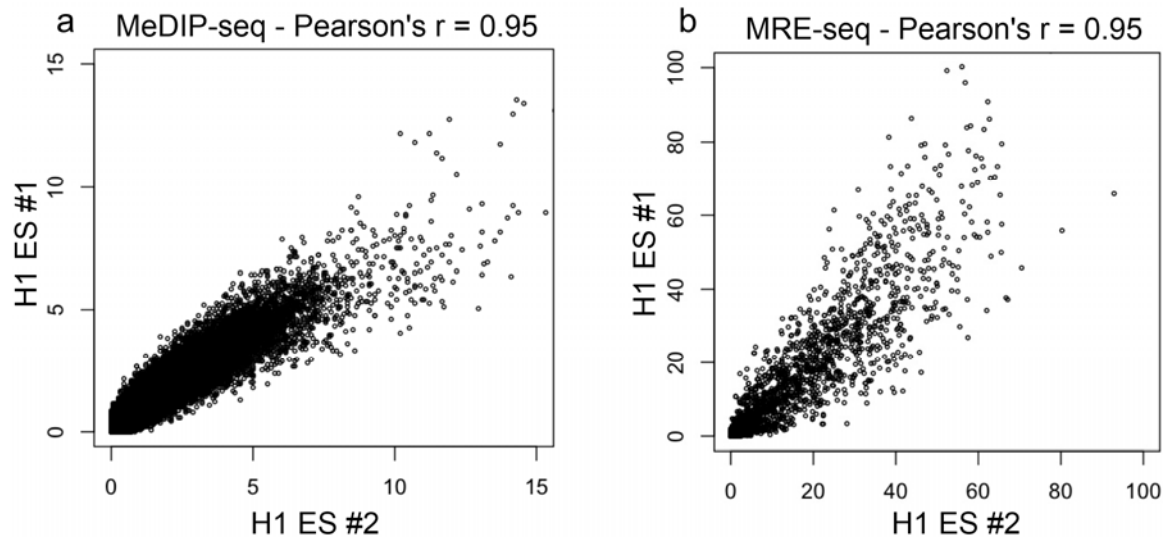 a MeDIP-seq - Pearson's r = 0.95
15
10
5
0
H1 ES #1
0 5 10 15
H1 ES #2
b MRE-seq - Pearson's r = 0.95
100
80
60
40
20
0
H1 ES #1
0 20 40 60 80 100
H1 ES #2